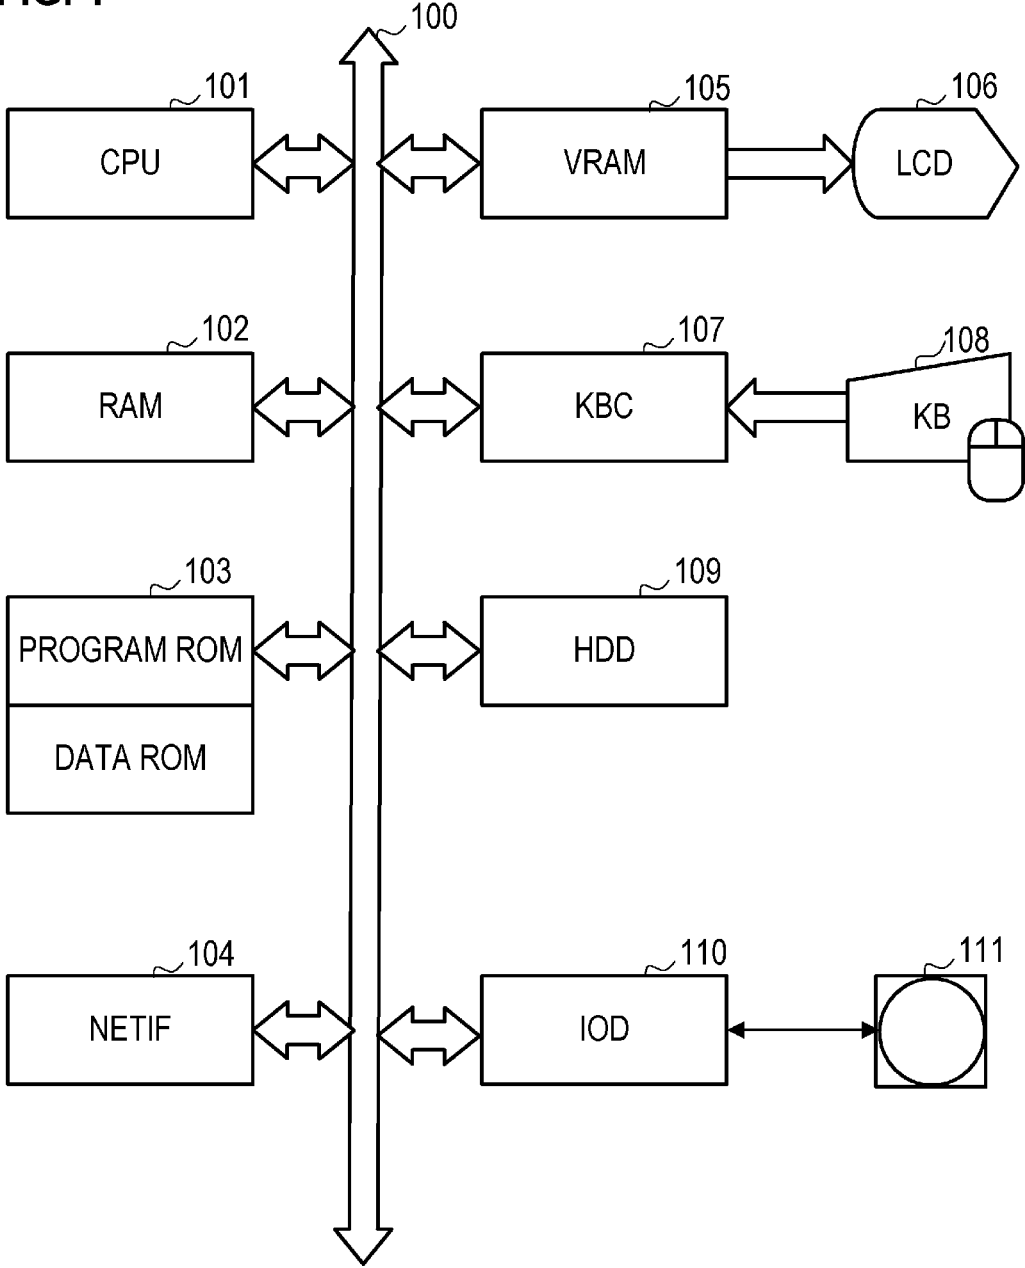 100
101
CPU
105
VRAM
106
LCD
102
RAM
107
KBC
108
KB
103
PROGRAM ROM
DATA ROM
109
HDD
104
NETIF
110
IOD
111